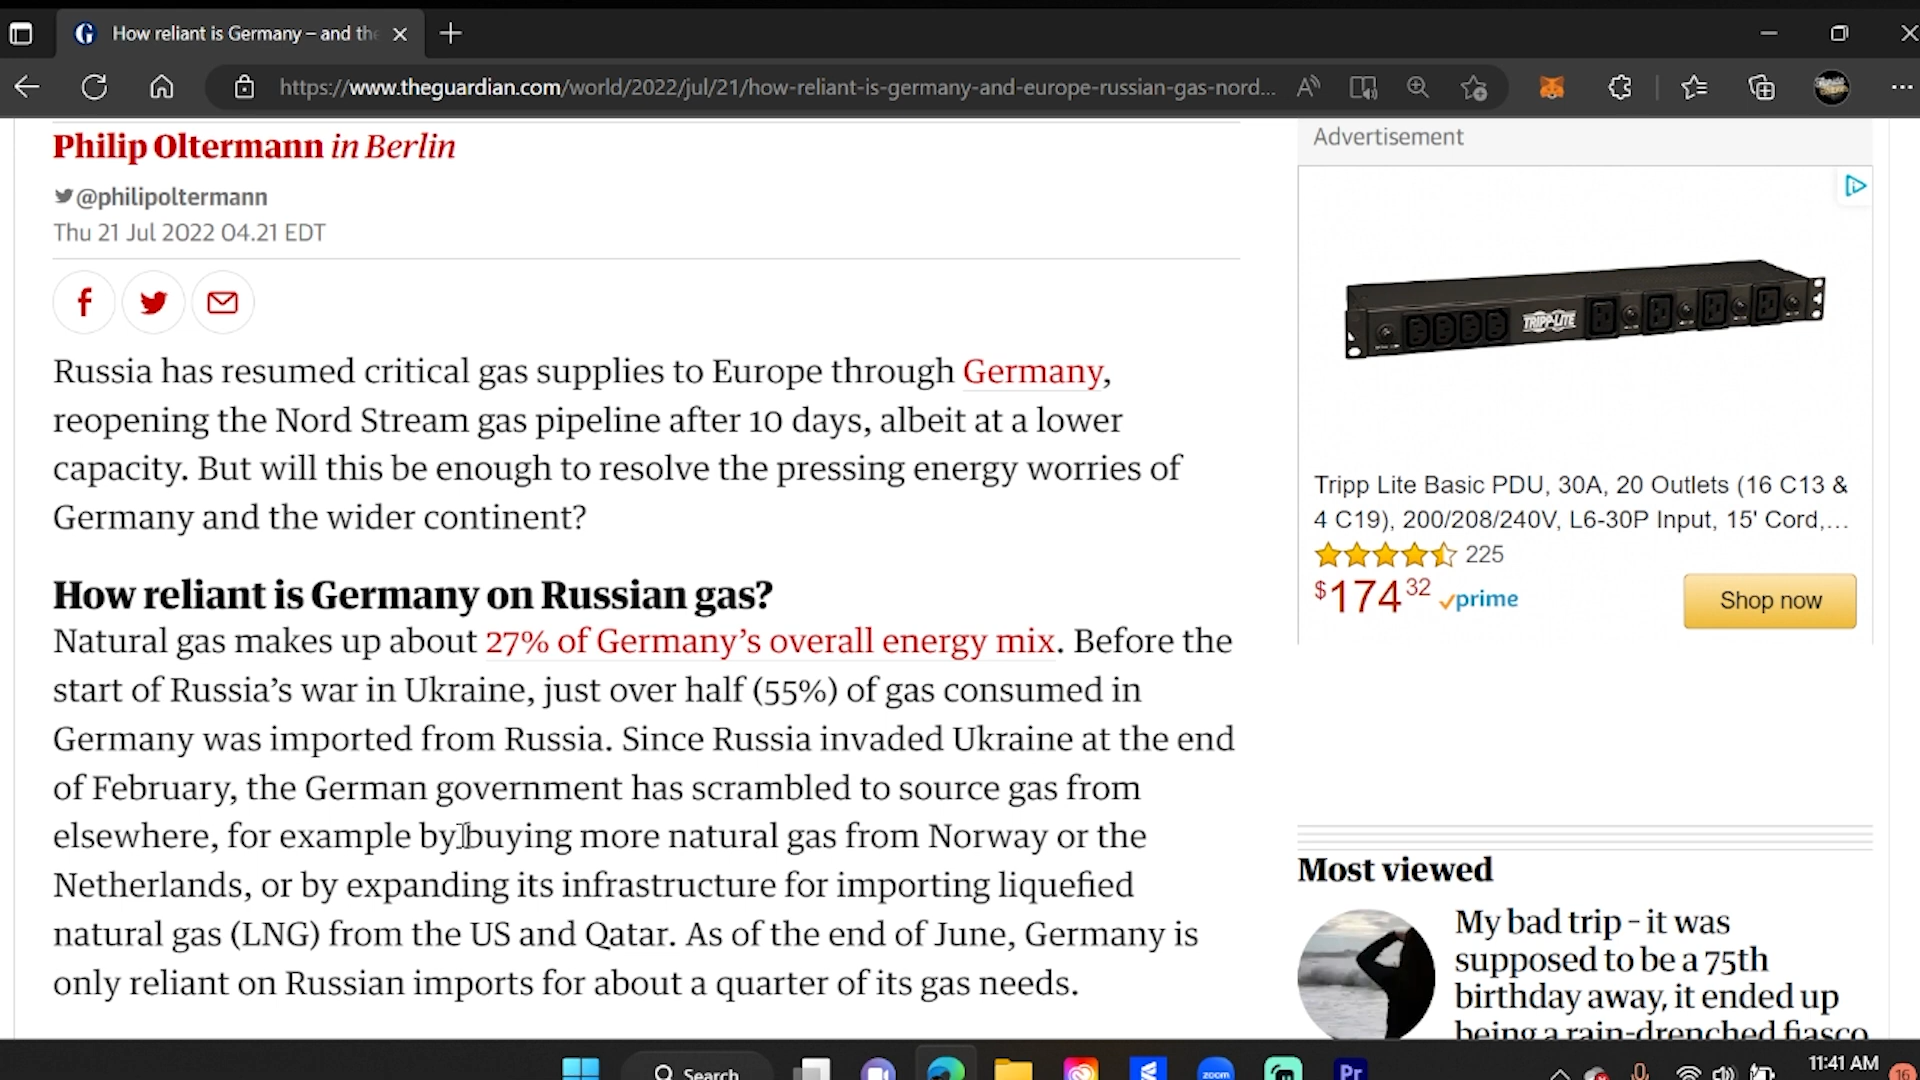 How reliant is Germany – and the
https://www.theguardian.com/world/2022/jul/21/how-reliant-is-germany-and-europe-russian-gas-nord...
Philip Oltermann in Berlin
@philipoltermann
Thu 21 Jul 2022 04.21 EDT
Russia has resumed critical gas supplies to Europe through Germany,
reopening the Nord Stream gas pipeline after 10 days, albeit at a lower
capacity. But will this be enough to resolve the pressing energy worries of
Germany and the wider continent?
How reliant is Germany on Russian gas?
Natural gas makes up about 27% of Germany’s overall energy mix. Before the
start of Russia’s war in Ukraine, just over half (55%) of gas consumed in
Germany was imported from Russia. Since Russia invaded Ukraine at the end
of February, the German government has scrambled to source gas from
elsewhere, for example by buying more natural gas from Norway or the
Netherlands, or by expanding its infrastructure for importing liquefied
natural gas (LNG) from the US and Qatar. As of the end of June, Germany is
only reliant on Russian imports for about a quarter of its gas needs.
Advertisement
TRIPP-LITE
Tripp Lite Basic PDU, 30A, 20 Outlets (16 C13 &
4 C19), 200/208/240V, L6-30P Input, 15' Cord,...
225
$174 32 prime
Shop now
Most viewed
My bad trip – it was
supposed to be a 75th
birthday away, it ended up
being a rain-drenched fiasco
Search
zoom
Pr
11:41 AM
16